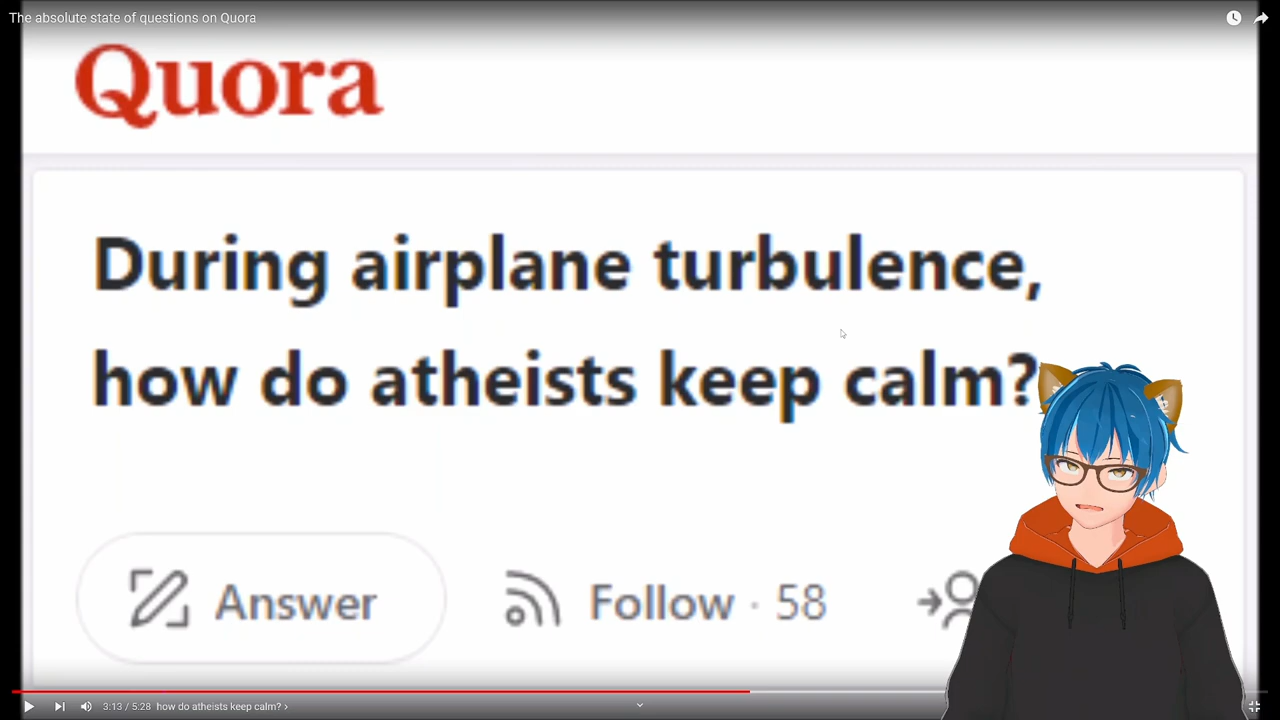 The absolute state of questions on Quora
Quora
During airplane turbulence,
how do atheists keep calm?
Answer
Follow · 58
3:13 / 5:28 how do atheists keep calm? ›